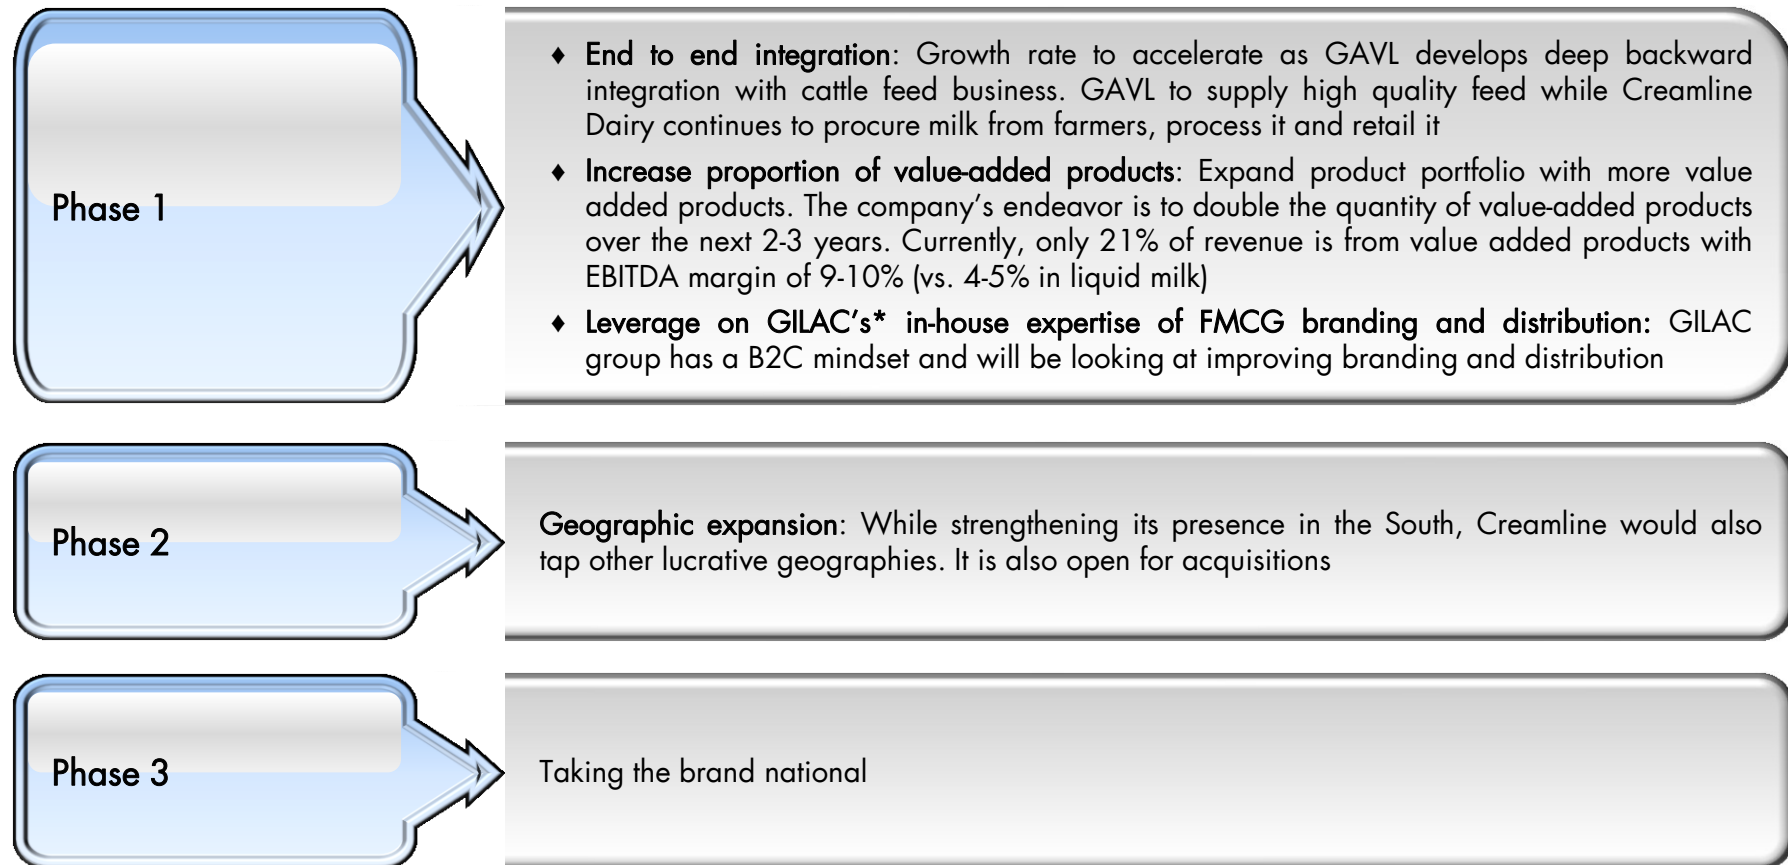 Phase 1
♦ End to end integration: Growth rate to accelerate as GAVL develops deep backward
integration with cattle feed business. GAVL to supply high quality feed while Creamline
Dairy continues to procure milk from farmers, process it and retail it
♦ Increase proportion of value-added products: Expand product portfolio with more value
added products. The company’s endeavor is to double the quantity of value-added products
over the next 2-3 years. Currently, only 21% of revenue is from value added products with
EBITDA margin of 9-10% (vs. 4-5% in liquid milk)
♦ Leverage on GILAC’s* in-house expertise of FMCG branding and distribution: GILAC
group has a B2C mindset and will be looking at improving branding and distribution
Phase 2
Geographic expansion: While strengthening its presence in the South, Creamline would also
tap other lucrative geographies. It is also open for acquisitions
Phase 3
Taking the brand national